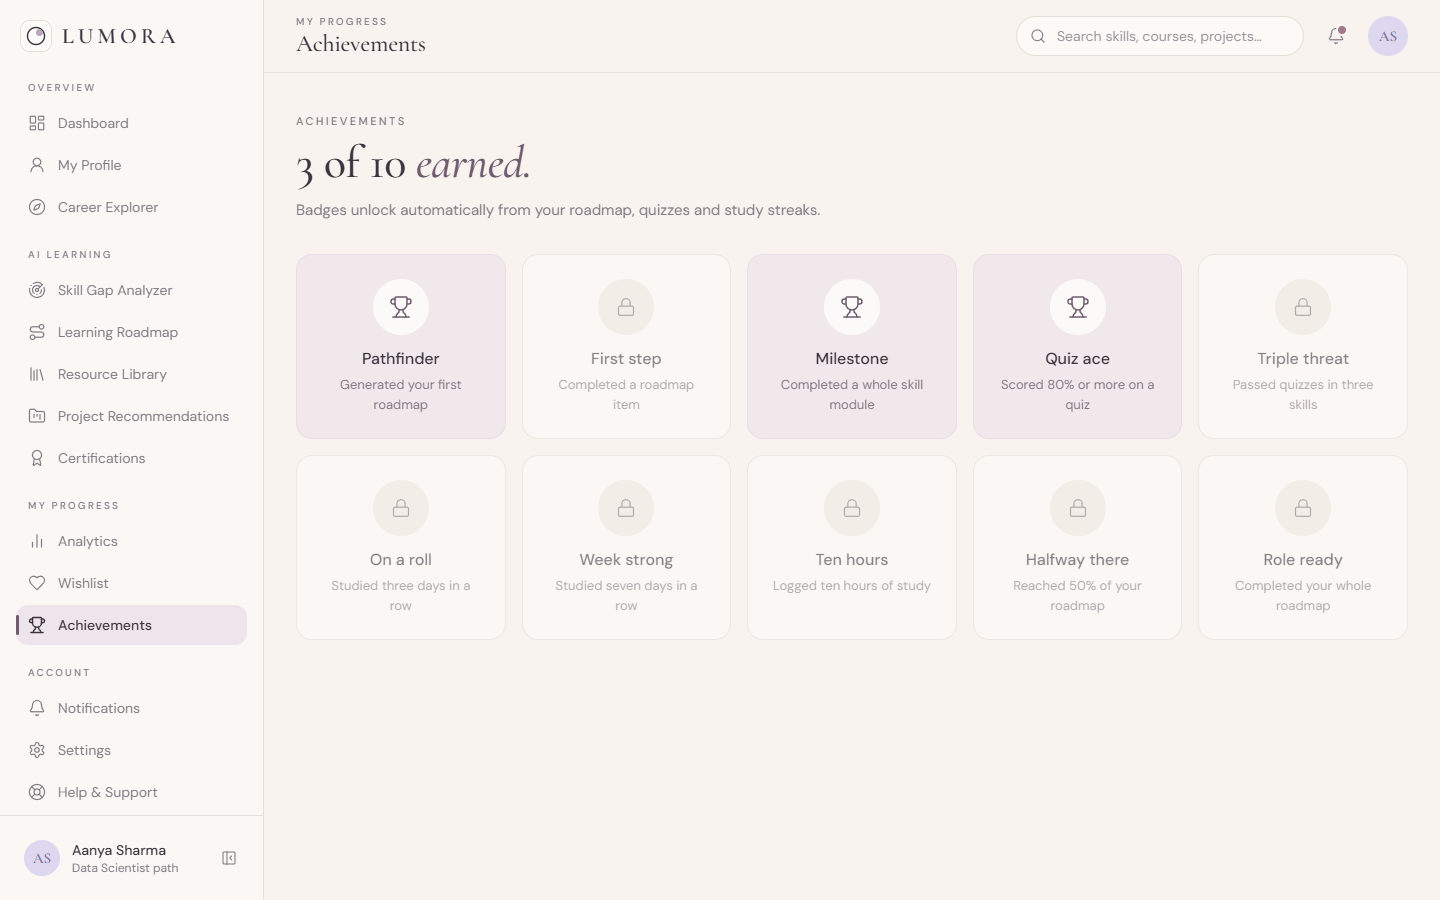 LUMORA
OVERVIEW
Dashboard
My Profile
Career Explorer
AI LEARNING
Skill Gap Analyzer
Learning Roadmap
Resource Library
Project Recommendations
Certifications
MY PROGRESS
Analytics
Wishlist
Achievements
ACCOUNT
Notifications
Settings
Help & Support
AS
Aanya Sharma
Data Scientist path
MY PROGRESS
Achievements
Search skills, courses, projects...
AS
ACHIEVEMENTS
3 of 10 earned.
Badges unlock automatically from your roadmap, quizzes and study streaks.
Pathfinder
Generated your first
roadmap
First step
Completed a roadmap
item
Milestone
Completed a whole skill
module
Quiz ace
Scored 80% or more on a
quiz
Triple threat
Passed quizzes in three
skills
On a roll
Studied three days in a
row
Week strong
Studied seven days in a
row
Ten hours
Logged ten hours of study
Halfway there
Reached 50% of your
roadmap
Role ready
Completed your whole
roadmap